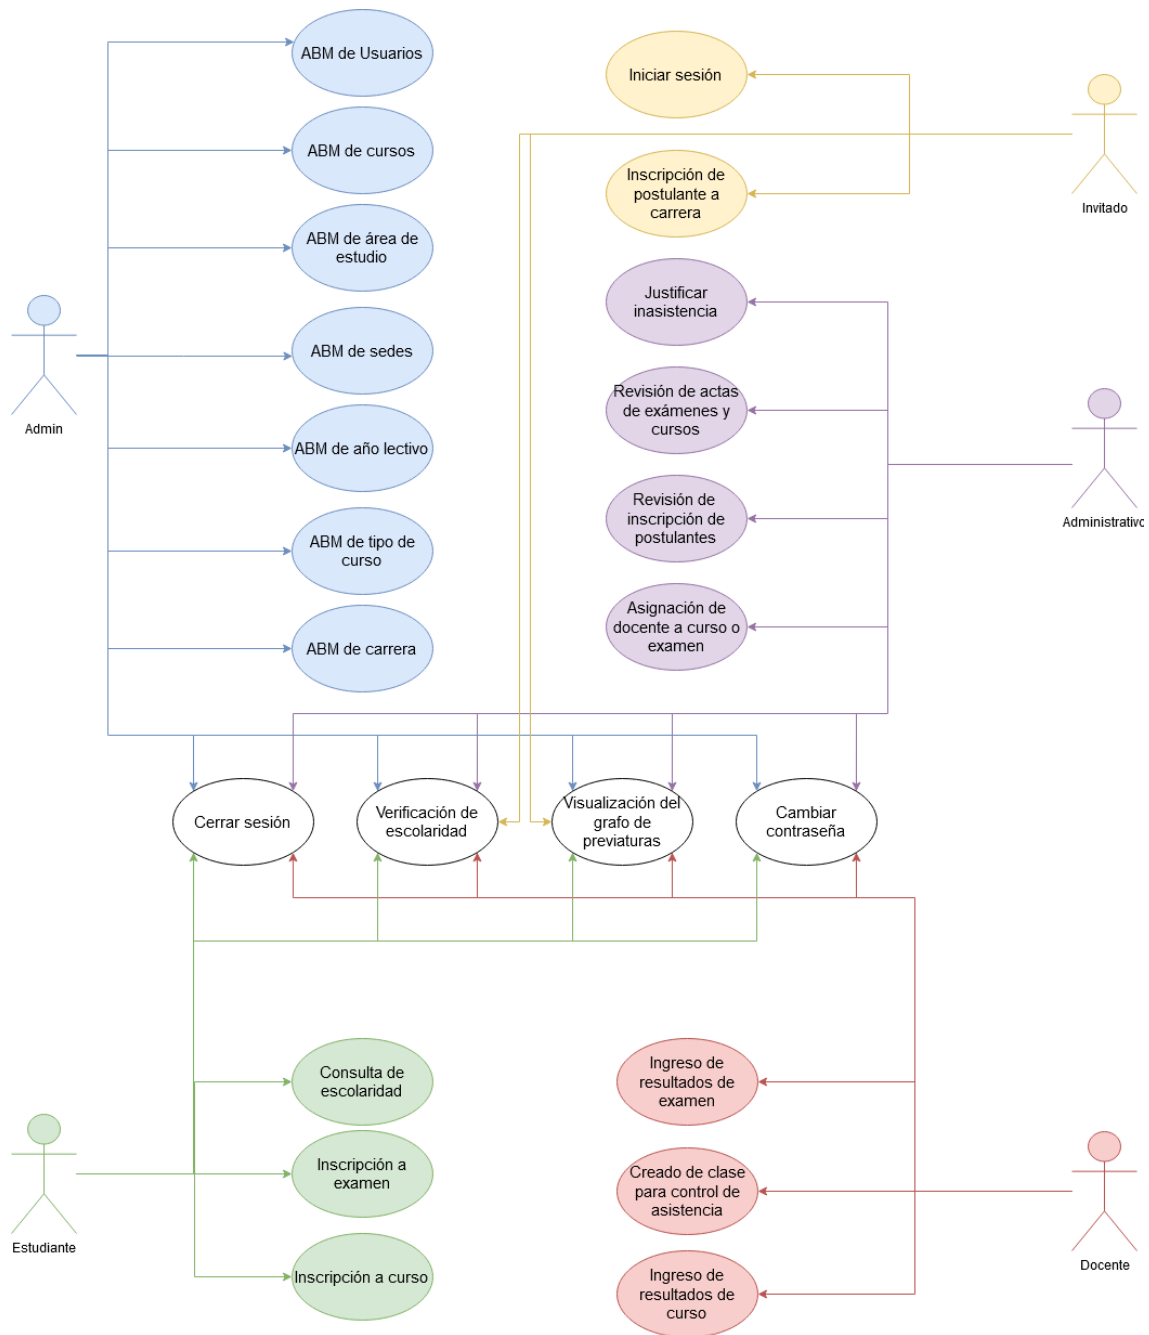 ABM de Usuarios
ABM de cursos
ABM de área de
estudio
ABM de sedes
ABM de año lectivo
ABM de tipo de
curso
ABM de carrera
Admin
Iniciar sesión
Inscripción de
postulante a
carrera
Invitado
Justificar
inasistencia
Revisión de actas
de exámenes y
cursos
Revisión de
inscripción de
postulantes
Asignación de
docente a curso o
examen
Administrativo
Cerrar sesión
Verificación de
escolaridad
Visualización del
grafo de
previaturas
Cambiar
contraseña
Consulta de
escolaridad
Inscripción a
examen
Inscripción a curso
Estudiante
Ingreso de
resultados de
examen
Creado de clase
para control de
asistencia
Ingreso de
resultados de
curso
Docente